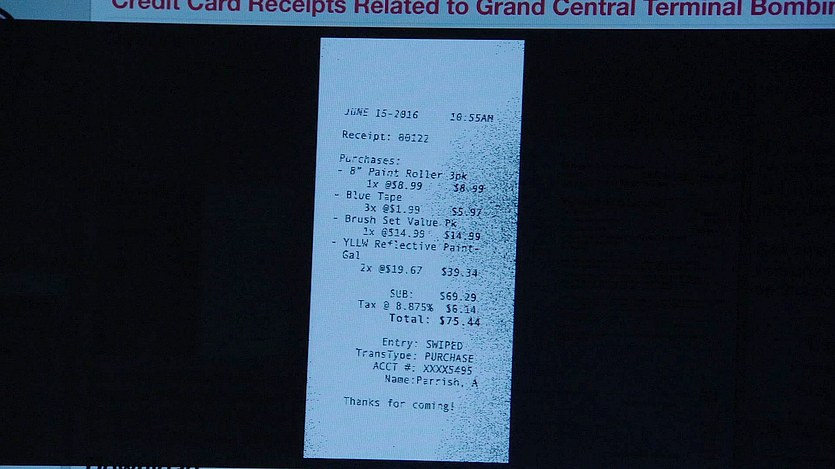 Credit Card Receipts Related to Grand Central Terminal Bombin
JUNE 15-2016 10:55AM
Receipt: 00122
Purchases:
- 8" Paint Roller 3pk
1x @$8.99 $8.99
- Blue Tape
3x @$1.99 $5.97
- Brush Set Value Pk
1x @$14.99 $14.99
- YLLW Reflective Paint-
Gal
2x @$19.67 $39.34
SUB: $69.29
Tax @ 8.875% $6.14
Total: $75.44
Entry: SWIPED
TransType: PURCHASE
ACCT #: XXXX5495
Name:Parrish, A
Thanks for coming!